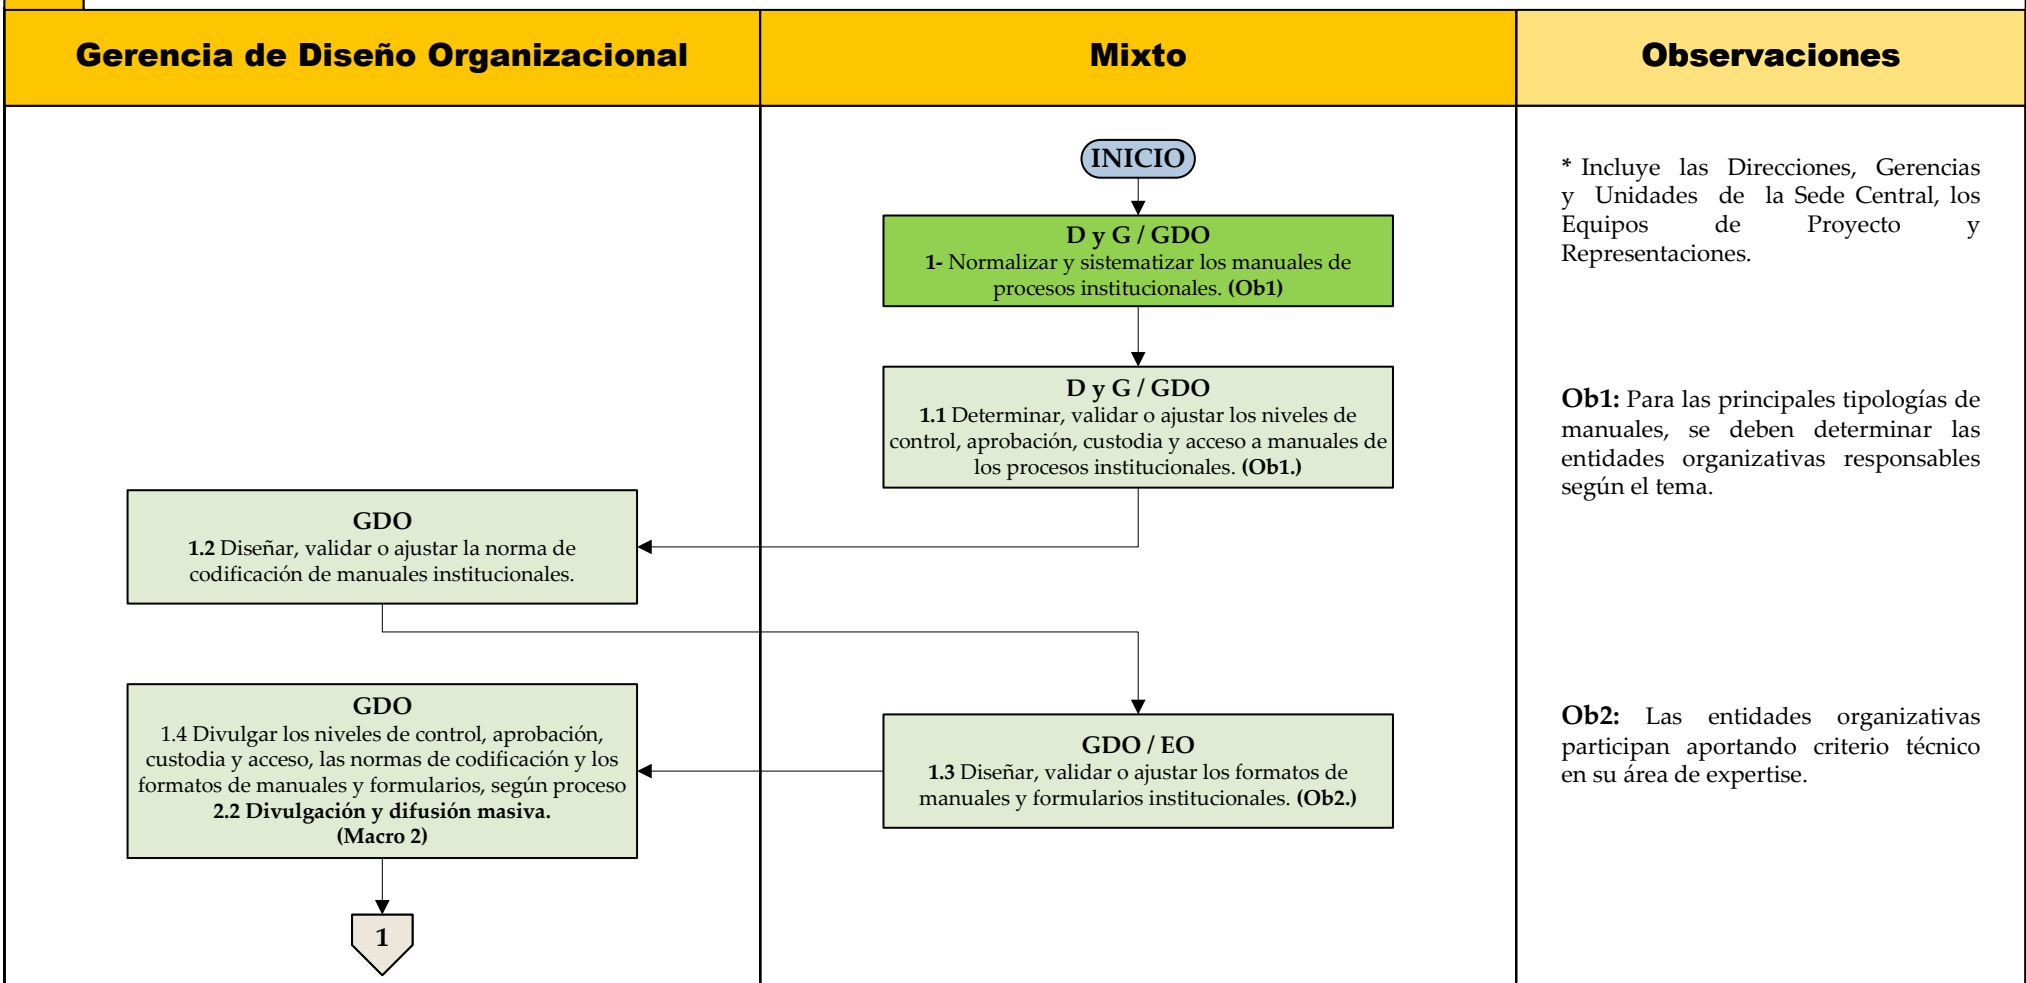 Gerencia de Diseño Organizacional
Mixto
Observaciones
INICIO
D y G / GDO
1- Normalizar y sistematizar los manuales de
procesos institucionales. (Ob1)
D y G / GDO
1.1 Determinar, validar o ajustar los niveles de
control, aprobación, custodia y acceso a manuales de
los procesos institucionales. (Ob1.)
GDO
1.2 Diseñar, validar o ajustar la norma de
codificación de manuales institucionales.
GDO / EO
1.3 Diseñar, validar o ajustar los formatos de
manuales y formularios institucionales. (Ob2.)
GDO
1.4 Divulgar los niveles de control, aprobación,
custodia y acceso, las normas de codificación y los
formatos de manuales y formularios, según proceso
2.2 Divulgación y difusión masiva.
(Macro 2)
1
* Incluye las Direcciones, Gerencias
y Unidades de la Sede Central, los
Equipos de Proyecto y
Representaciones.
Ob1: Para las principales tipologías de
manuales, se deben determinar las
entidades organizativas responsables
según el tema.
Ob2: Las entidades organizativas
participan aportando criterio técnico
en su área de expertise.